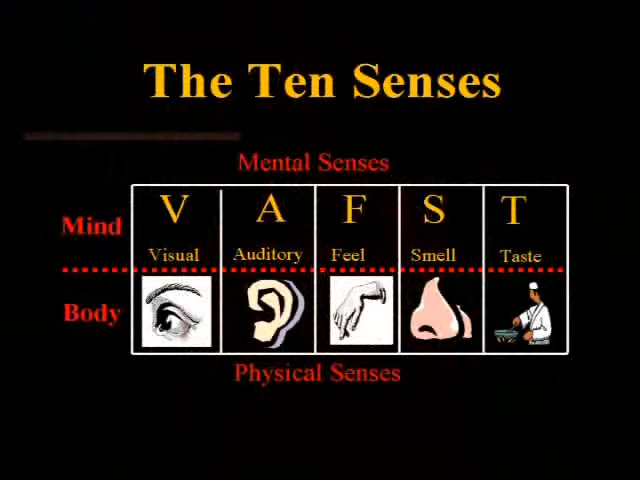 The Ten Senses
Mental Senses
Mind
V A F S T
Visual Auditory Feel Smell Taste
Body
Physical Senses